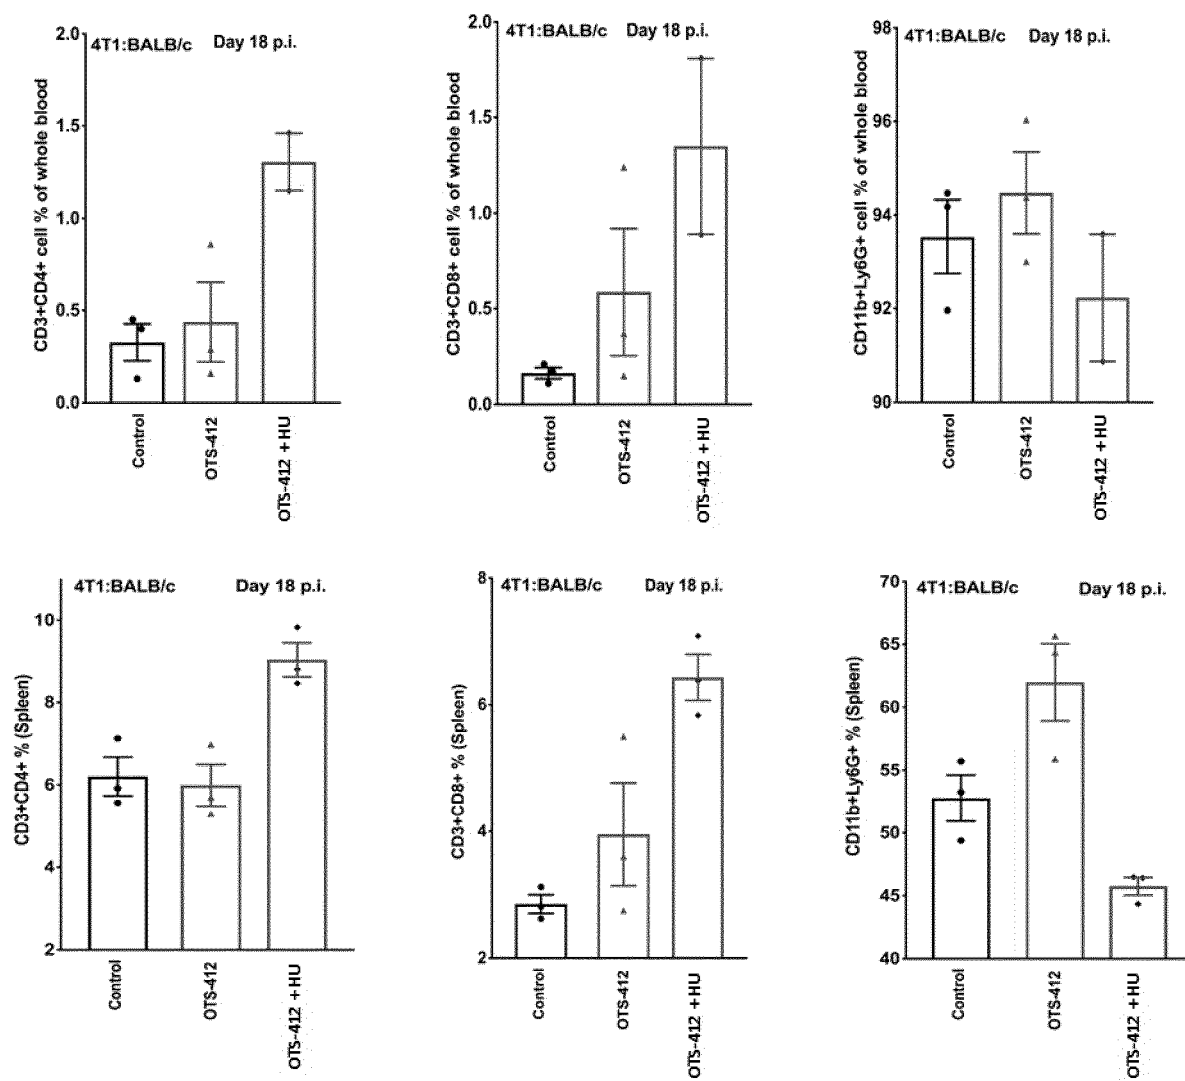 4T1:BALB/c Day 18 p.i.
CD3+CD4+ cell % of whole blood
2.0
1.5
1.0
0.5
0.0
Control
OTS-412
OTS-412 +HU
4T1:BALB/c Day 18 p.i.
CD3+CD8+ cell % of whole blood
2.0
1.5
1.0
0.5
0.0
Control
OTS-412
OTS-412 +HU
4T1:BALB/c Day 18 p.i.
CD11b+Ly6G+ cell % of whole blood
98
96
94
92
90
Control
OTS-412
OTS-412 +HU
4T1:BALB/c Day 18 p.i.
CD3+CD4+ % (Spleen)
10
8
6
4
2
Control
OTS-412
OTS-412 +HU
4T1:BALB/c Day 18 p.i.
CD3+CD8+ % (Spleen)
8
6
4
2
Control
OTS-412
OTS-412 +HU
4T1:BALB/c Day 18 p.i.
CD11b+Ly6G+ % (Spleen)
70
65
60
55
50
45
40
Control
OTS-412
OTS-412 +HU